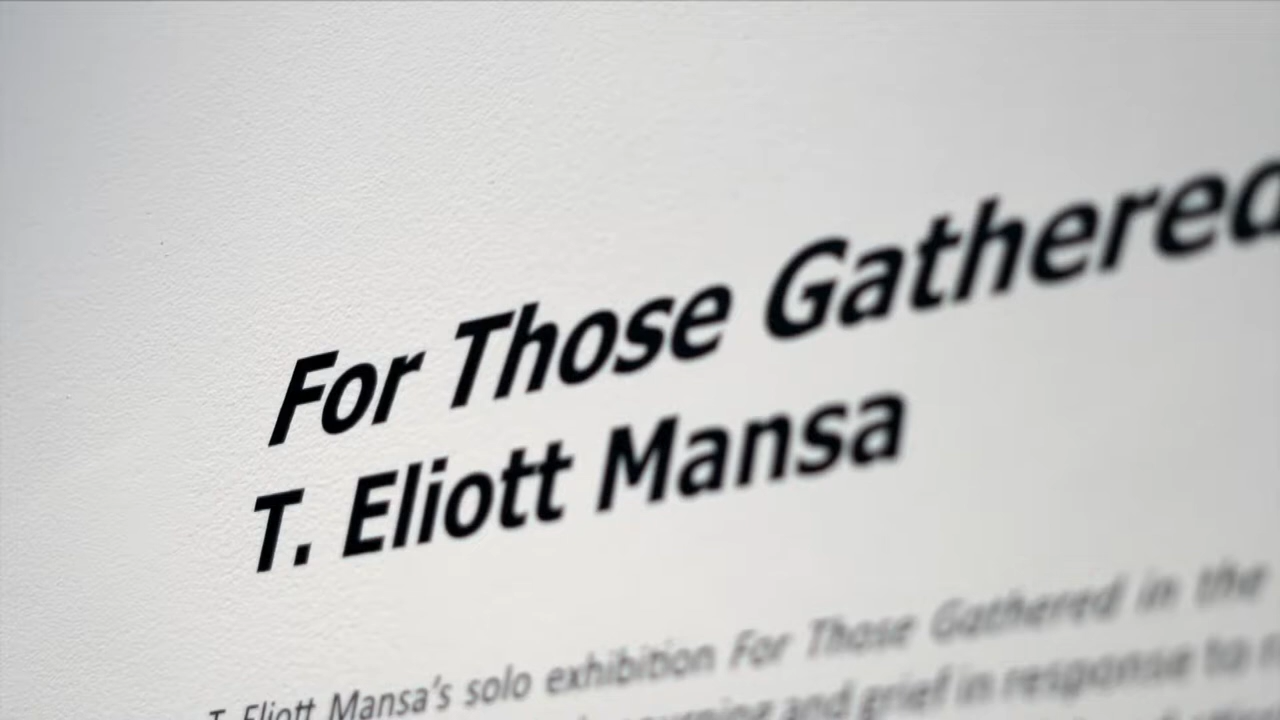 For Those Gathered
T. Eliott Mansa
T. Eliott Mansa's solo exhibition For Those Gathered in the
mourning and grief in response to